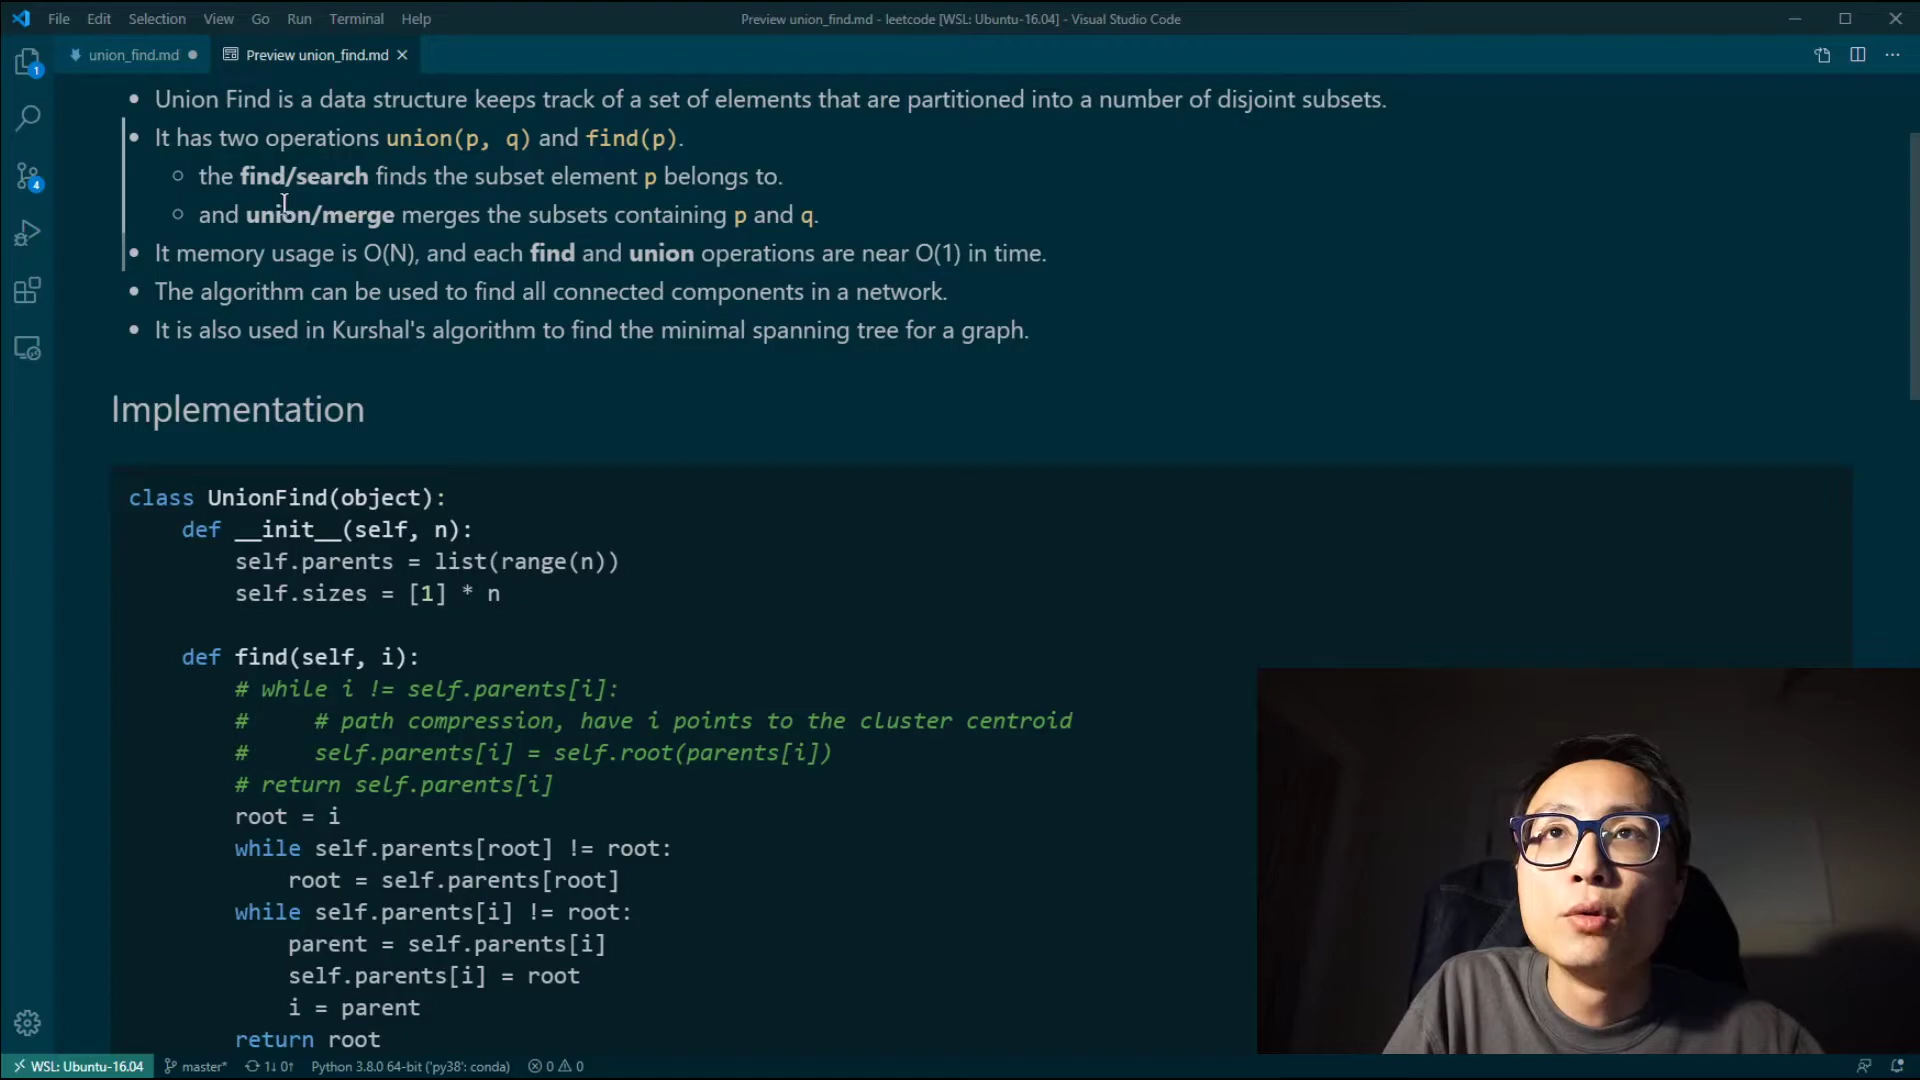 File Edit Selection View Go Run Terminal Help
Preview union_find.md - leetcode [WSL: Ubuntu-16.04] - Visual Studio Code
union_find.md
Preview union_find.md
1
4
Union Find is a data structure keeps track of a set of elements that are partitioned into a number of disjoint subsets.
It has two operations union(p, q) and find(p).
the find/search finds the subset element p belongs to.
and union/merge merges the subsets containing p and q.
It memory usage is O(N), and each find and union operations are near O(1) in time.
The algorithm can be used to find all connected components in a network.
It is also used in Kurshal's algorithm to find the minimal spanning tree for a graph.
Implementation
class UnionFind(object):
def __init__(self, n):
self.parents = list(range(n))
self.sizes = [1] * n
def find(self, i):
# while i != self.parents[i]:
#     # path compression, have i points to the cluster centroid
#     self.parents[i] = self.root(parents[i])
# return self.parents[i]
root = i
while self.parents[root] != root:
root = self.parents[root]
while self.parents[i] != root:
parent = self.parents[i]
self.parents[i] = root
i = parent
return root
WSL: Ubuntu-16.04 master* 1↓ 0↑ Python 3.8.0 64-bit ('py38': conda) 0 0